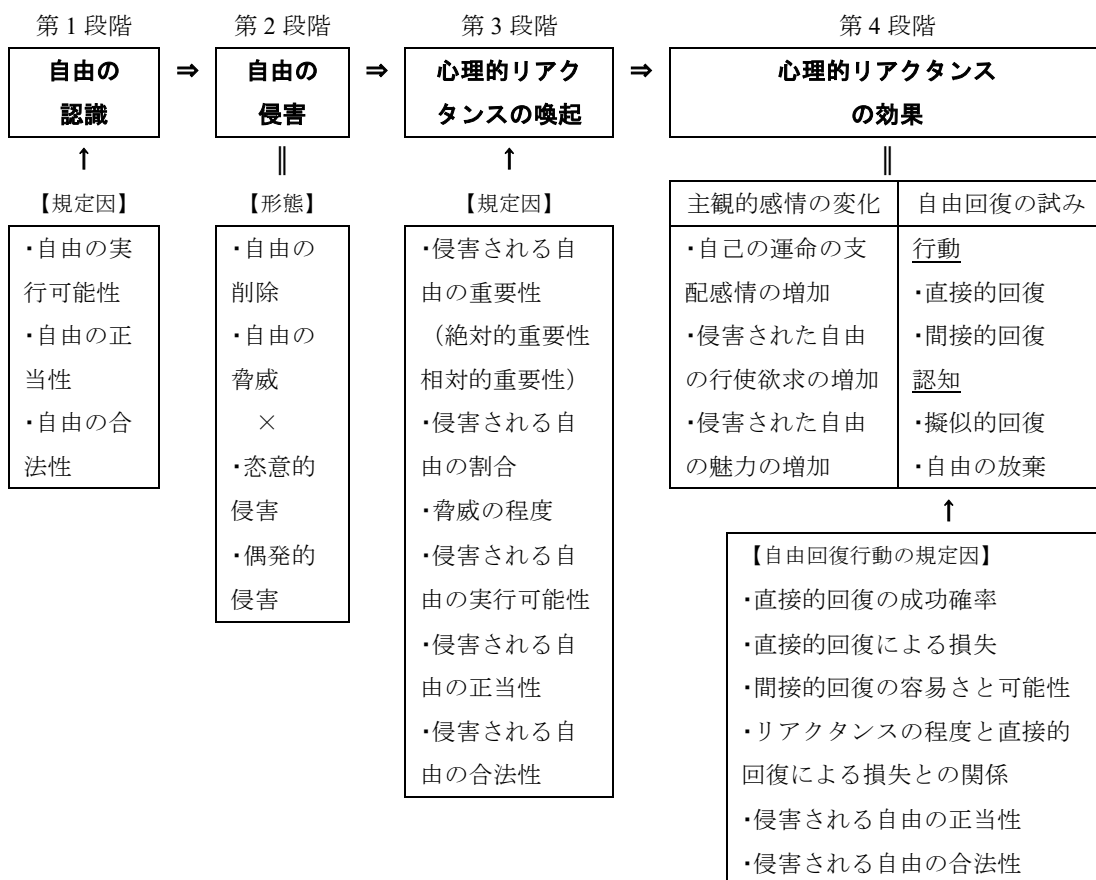 第1段階
第2段階
第3段階
第4段階
自由の
認識
⇒
自由の
侵害
⇒
心理的リアク
タンスの喚起
⇒
心理的リアクタンス
の効果
↑
∥
↑
∥
【規定因】
・自由の実
行可能性
・自由の正
当性
・自由の合
法性
【形態】
・自由の
削除
・自由の
脅威
×
・恣意的
侵害
・偶発的
侵害
【規定因】
・侵害される自
由の重要性
（絶対的重要性
相対的重要性）
・侵害される自
由の割合
・脅威の程度
・侵害される自
由の実行可能性
・侵害される自
由の正当性
・侵害される自
由の合法性
主観的感情の変化
・自己の運命の支
配感情の増加
・侵害された自由
の行使欲求の増加
・侵害された自由
の魅力の増加
自由回復の試み
行動
・直接的回復
・間接的回復
認知
・擬似的回復
・自由の放棄
↑
【自由回復行動の規定因】
・直接的回復の成功確率
・直接的回復による損失
・間接的回復の容易さと可能性
・リアクタンスの程度と直接的
回復による損失との関係
・侵害される自由の正当性
・侵害される自由の合法性